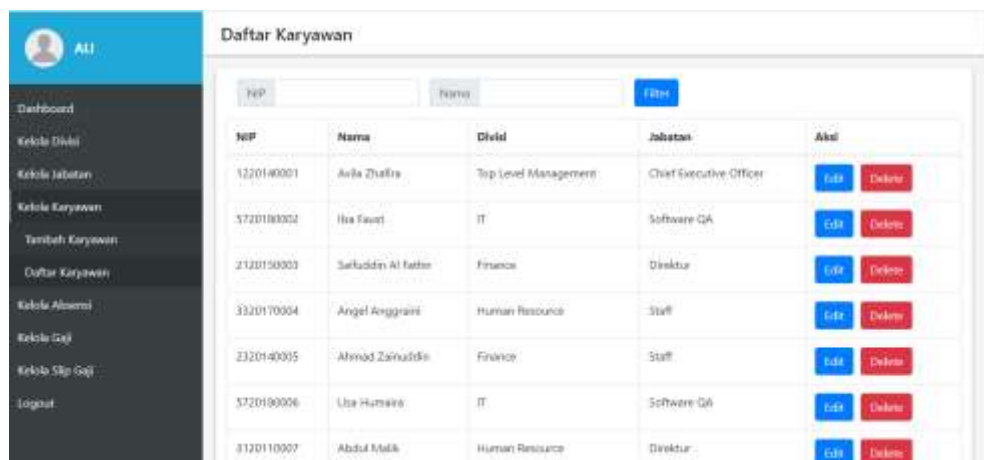 ALI
Dashboard
Kelola Divisi
Kelola Jabatan
Kelola Karyawan
Tambah Karyawan
Daftar Karyawan
Kelola Absensi
Kelola Gaji
Kelola Slip Gaji
Logout
Daftar Karyawan
NIP Nama Filter
NIP Nama Divisi Jabatan Aksi
1220140001 Avila Zhafira Top Level Management Chief Executive Officer Edit Delete
5720180002 Ilsa Faust IT Software QA Edit Delete
2120150003 Saifuddin Al Fathir Finance Direktur Edit Delete
3320170004 Angel Anggraini Human Resource Staff Edit Delete
2320140005 Ahmad Zainuddin Finance Staff Edit Delete
5720180006 Lisa Humaira IT Software QA Edit Delete
3120110007 Abdul Malik Human Resource Direktur Edit Delete